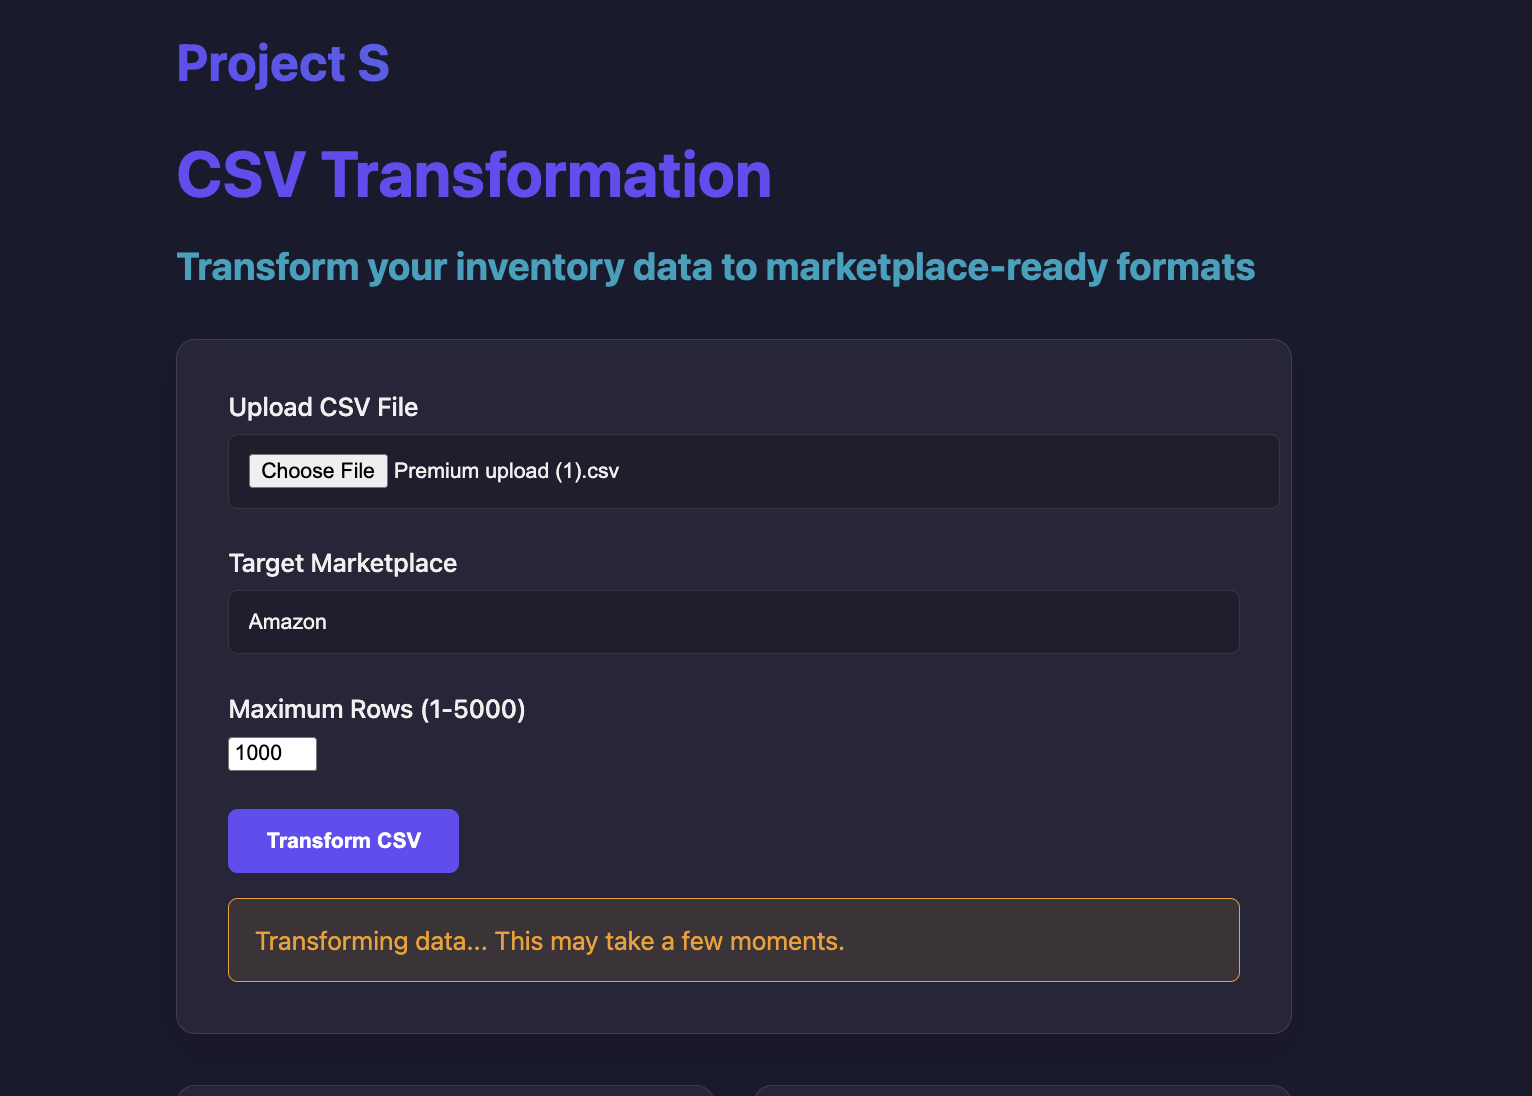 Project S
CSV Transformation
Transform your inventory data to marketplace-ready formats
Upload CSV File
Choose File Premium upload (1).csv
Target Marketplace
Amazon
Maximum Rows (1-5000)
1000
Transform CSV
Transforming data... This may take a few moments.